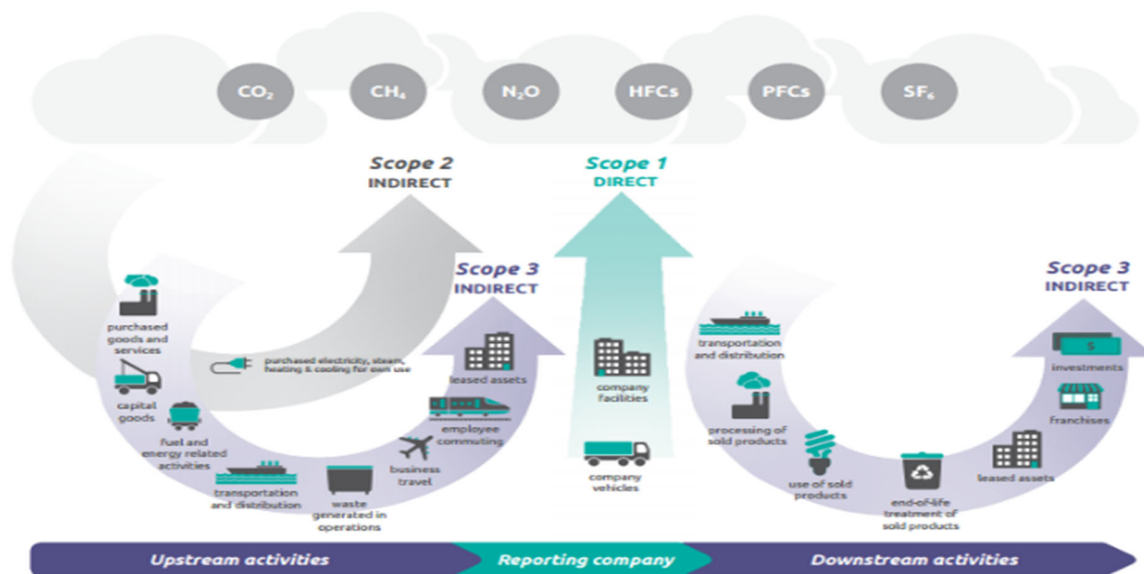 CO₂
CH₄
N₂O
HFCs
PFCs
SF₆
Scope 2
INDIRECT
Scope 1
DIRECT
Scope 3
INDIRECT
Scope 3
INDIRECT
purchased
goods and
services
capital
goods
fuel and
energy related
activities
transportation
and distribution
waste
generated in
operations
business
travel
employee
commuting
leased assets
purchased electricity, steam,
heating & cooling for own use
company
facilities
company
vehicles
transportation
and distribution
processing of
sold products
use of sold
products
end-of-life
treatment of
sold products
leased assets
franchises
investments
$
Upstream activities
Reporting company
Downstream activities